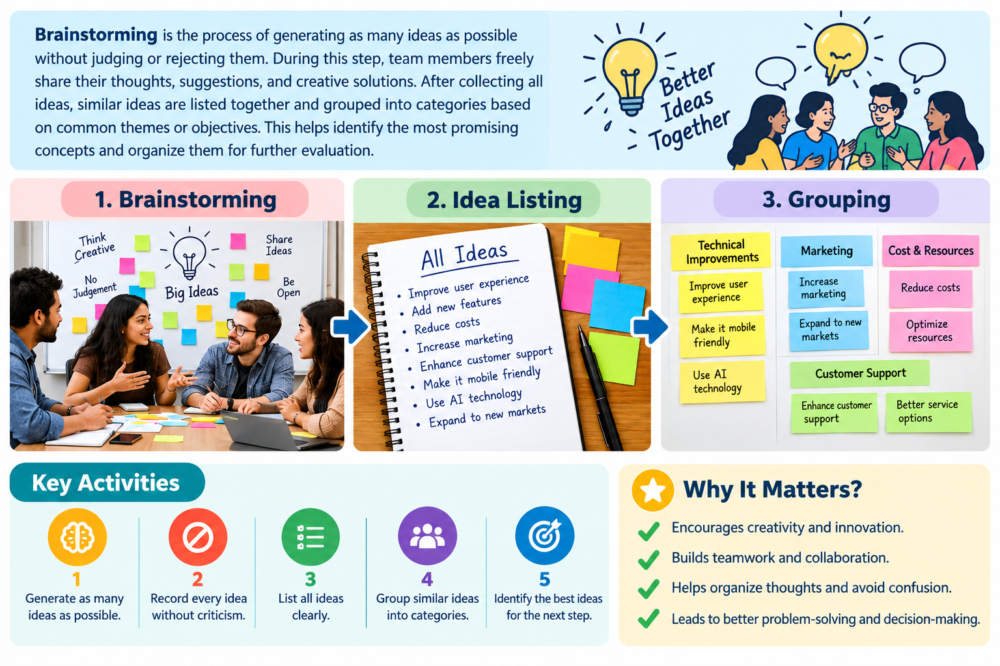 Brainstorming is the process of generating as many ideas as possible
without judging or rejecting them. During this step, team members freely
share their thoughts, suggestions, and creative solutions. After collecting all
ideas, similar ideas are listed together and grouped into categories based
on common themes or objectives. This helps identify the most promising
concepts and organize them for further evaluation.
Better
Ideas
Together
1. Brainstorming
Think
Creative
Share
Ideas
No
Judgement
Big Ideas
Be
Open
2. Idea Listing
All Ideas
• Improve user experience
• Add new features
• Reduce costs
• Increase marketing
• Enhance customer support
• Make it mobile friendly
• Use AI technology
• Expand to new markets
3. Grouping
Technical
Improvements
Improve user
experience
Make it mobile
friendly
Use AI
technology
Marketing
Increase
marketing
Expand to new
markets
Cost & Resources
Reduce costs
Optimize
resources
Customer Support
Enhance customer
support
Better service
options
Key Activities
1
Generate as many
ideas as possible.
2
Record every idea
without criticism.
3
List all ideas
clearly.
4
Group similar ideas
into categories.
5
Identify the best ideas
for the next step.
Why It Matters?
Encourages creativity and innovation.
Builds teamwork and collaboration.
Helps organize thoughts and avoid confusion.
Leads to better problem-solving and decision-making.